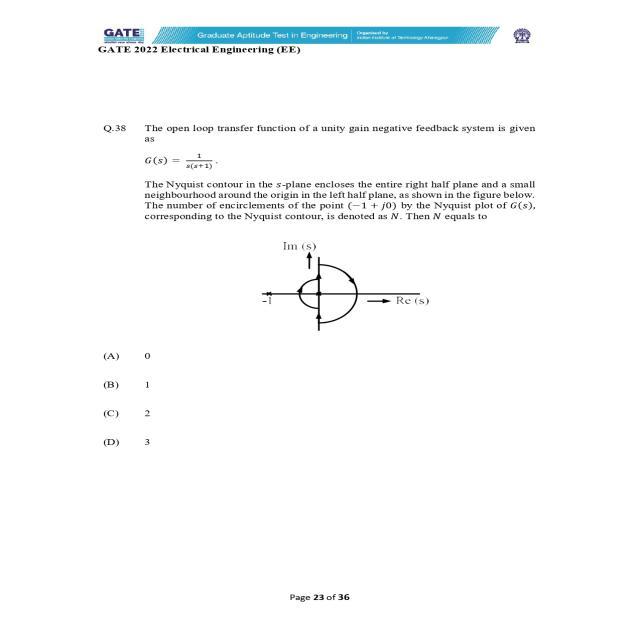 GATE
Graduate Aptitude Test in Engineering
Organised by
Indian Institute of Technology Kharagpur
GATE 2022 Electrical Engineering (EE)
Q.38 The open loop transfer function of a unity gain negative feedback system is given
as
G(s) = 1/s(s+1) .
The Nyquist contour in the s-plane encloses the entire right half plane and a small
neighbourhood around the origin in the left half plane, as shown in the figure below.
The number of encirclements of the point (−1 + j0) by the Nyquist plot of G(s),
corresponding to the Nyquist contour, is denoted as N. Then N equals to
Im (s)
-1
Re (s)
(A) 0
(B) 1
(C) 2
(D) 3
Page 23 of 36